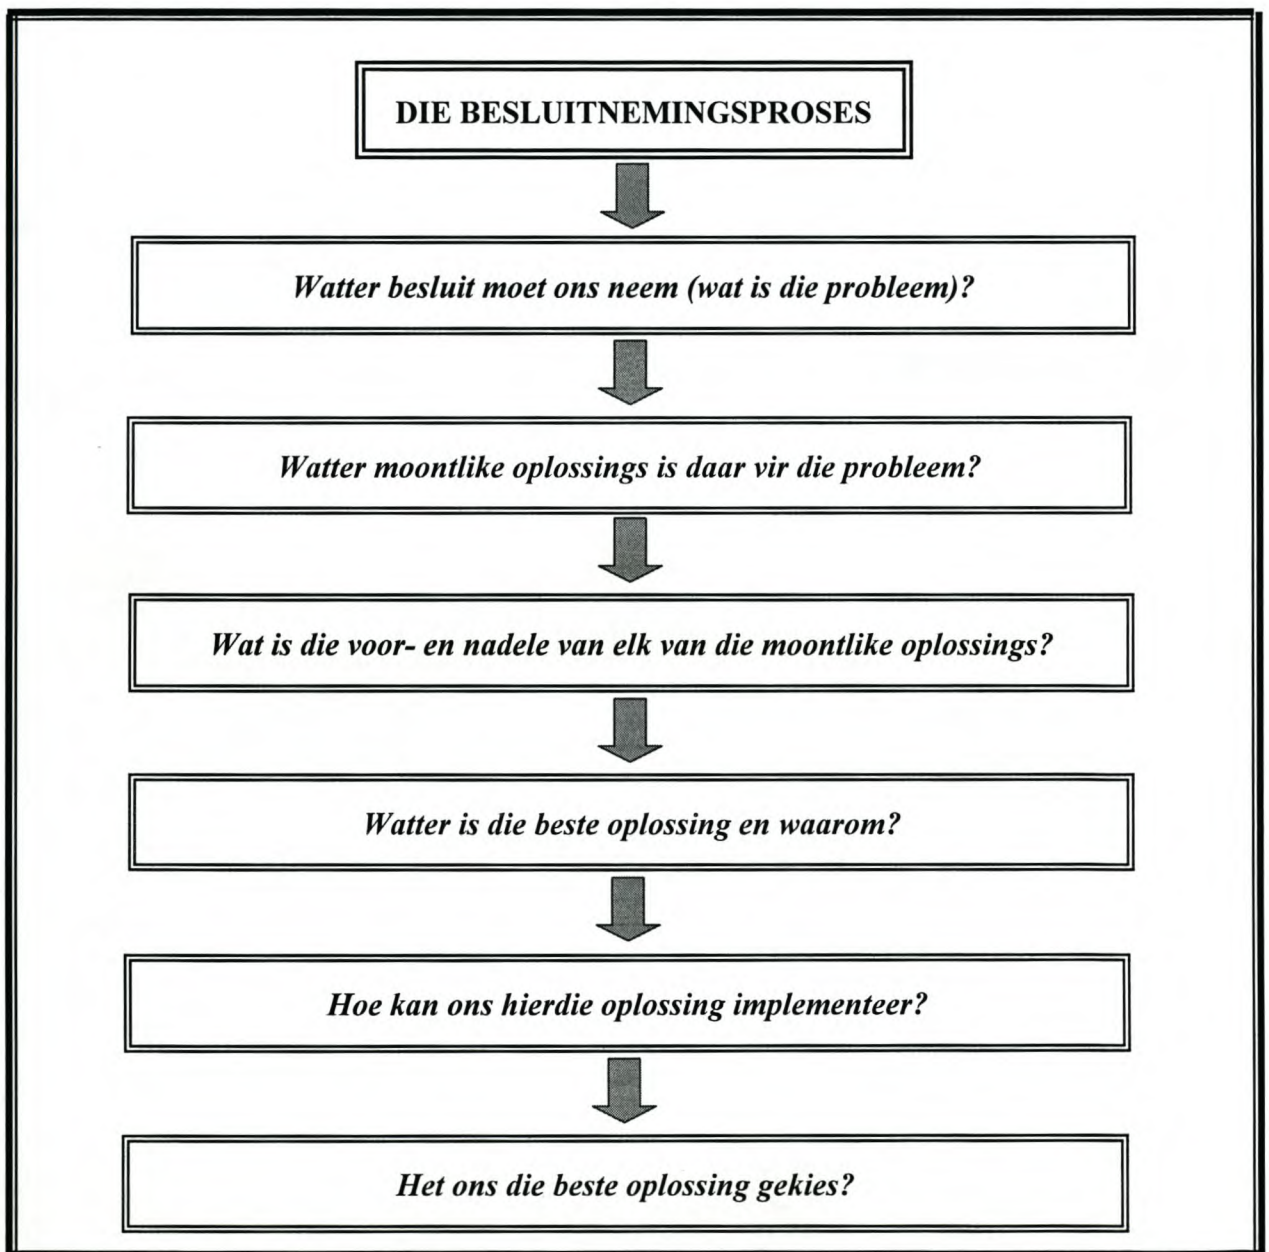 DIE BESLUITNEMINGSPROSES
Watter besluit moet ons neem (wat is die probleem)?
Watter moontlike oplossings is daar vir die probleem?
Wat is die voor- en nadele van elk van die moontlike oplossings?
Watter is die beste oplossing en waarom?
Hoe kan ons hierdie oplossing implementeer?
Het ons die beste oplossing gekies?